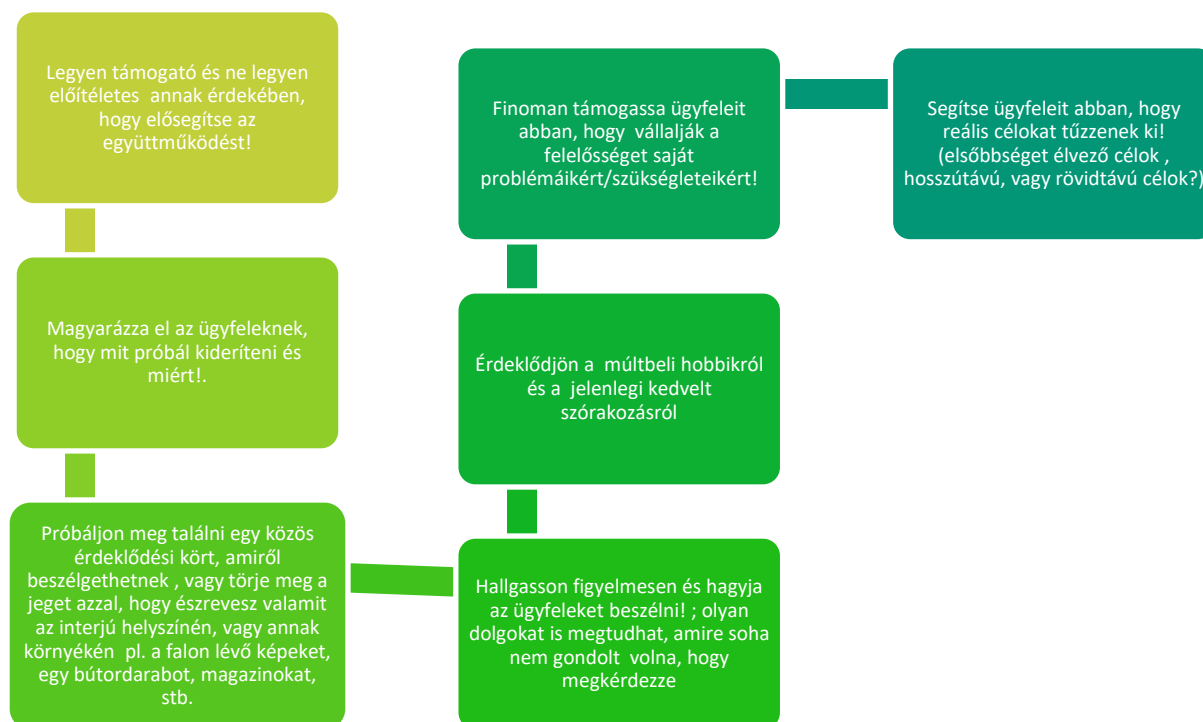 Legyen támogató és ne legyen
előítéletes annak érdekében,
hogy elősegítse az
együttműködést!
Magyarázza el az ügyfeleknek,
hogy mit próbál kideríteni és
miért!.
Próbáljon meg találni egy közös
érdeklődési kört, amiről
beszélgethetnek , vagy törje meg a
jeget azzal, hogy észrevesz valamit
az interjú helyszínén, vagy annak
környékén pl. a falon lévő képeket,
egy bútordarabot, magazinokat,
stb.
Hallgasson figyelmesen és hagyja
az ügyfeleket beszélni! ; olyan
dolgokat is megtudhat, amire soha
nem gondolt volna, hogy
megkérdezze
Érdeklődjön a múltbeli hobbikról
és a jelenlegi kedvelt
szórakozásról
Finoman támogassa ügyfeleit
abban, hogy vállalják a
felelősséget saját
problémáikért/szükségleteikért!
Segítse ügyfeleit abban, hogy
reális célokat tűzzenek ki!
(elsőbbséget élvező célok ,
hosszútávú, vagy rövidtávú célok?)